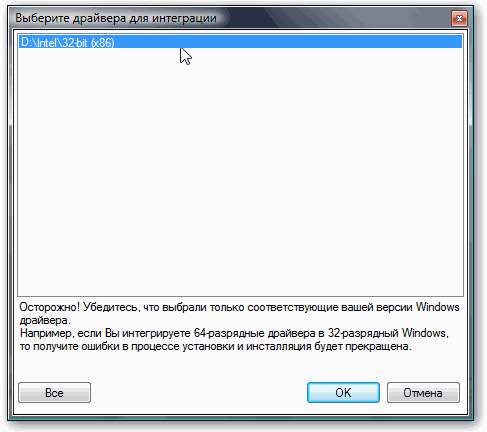 Выберите драйвера для интеграции
D:\Intel\32-bit (x86)
Осторожно! Убедитесь, что выбрали только соответствующие вашей версии Windows
драйвера.
Например, если Вы интегрируете 64-разрядные драйвера в 32-разрядный Windows,
то получите ошибки в процессе установки и инсталляция будет прекращена.
Все
OK
Отмена